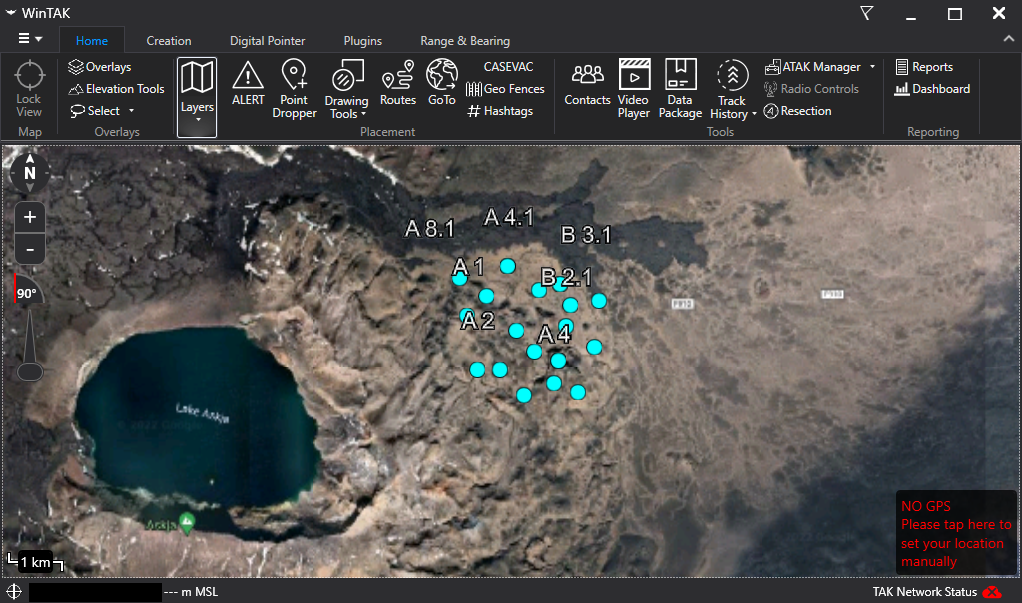 WinTAK
Home Creation Digital Pointer Plugins Range & Bearing
Lock View
Map
Overlays
Elevation Tools
Select
Overlays
Layers
ALERT
Point Dropper
Drawing Tools
Routes
GoTo
CASEVAC
Geo Fences
# Hashtags
Placement
Contacts
Video Player
Data Package
Track History
ATAK Manager
Radio Controls
Resection
Tools
Reports
Dashboard
Reporting
N
+
-
90°
A 8.1
A 4.1
B 3.1
A 1
B 2.1
A 2
A 4
F910
F910
Lake Askja
Askja
1 km
NO GPS
Please tap here to
set your location
manually
--- m MSL
TAK Network Status